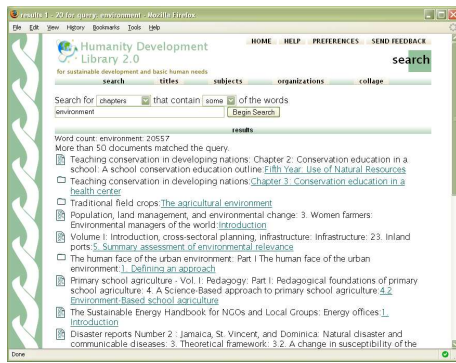 results 1 - 20 for query: environment - Mozilla Firefox
File Edit View History Bookmarks Tools Help
HOME HELP PREFERENCES SEND FEEDBACK
Humanity Development
Library 2.0
for sustainable development and basic human needs
search
search titles subjects organizations collage
Search for chapters that contain some of the words
environment Begin Search
results
Word count: environment: 20557
More than 50 documents matched the query.
Teaching conservation in developing nations: Chapter 2: Conservation education in a
school: A school conservation education outline:Fifth Year. Use of Natural Resources
Teaching conservation in developing nations:Chapter 3: Conservation education in a
health center
Traditional field crops:The agricultural environment
Population, land management, and environmental change: 3. Women farmers:
Environmental managers of the world:Introduction
Volume I: Introduction, cross-sectoral planning, infrastructure: Infrastructure: 23. Inland
ports:5. Summary assessment of environmental relevance
The human face of the urban environment: Part I The human face of the urban
environment:1. Defining an approach
Primary school agriculture - Vol. I: Pedagogy: Part I: Pedagogical foundations of primary
school agriculture: 4. A Science-Based approach to primary school agriculture:4.2
Environment-Based school agriculture
The Sustainable Energy Handbook for NGOs and Local Groups: Energy offices:1.
Introduction
Disaster reports Number 2 : Jamaica, St. Vincent, and Dominica: Natural disaster and
communicable diseases: 3. Theoretical framework: 3.2. A change in susceptibility of the
Done